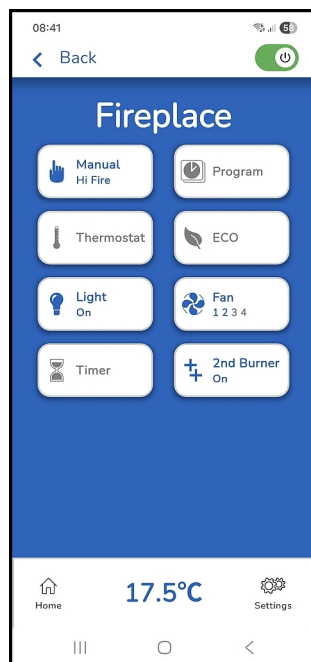 08:41
58
Back
Fireplace
Manual
Hi Fire
Program
Thermostat
ECO
Light
On
Fan
1 2 3 4
Timer
2nd Burner
On
Home
17.5°C
Settings